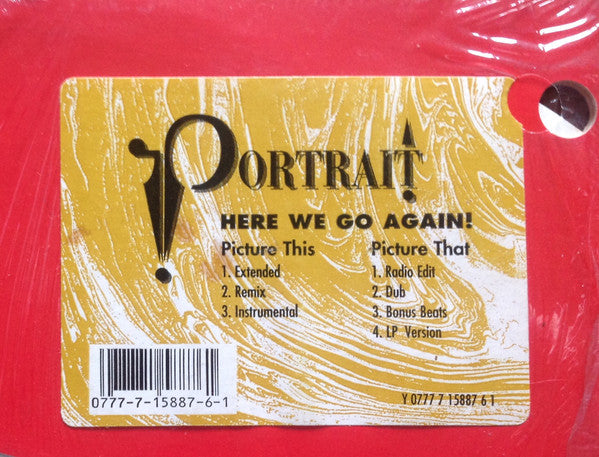 PORTRAIT
HERE WE GO AGAIN!
Picture This
1. Extended
2. Remix
3. Instrumental
Picture That
1. Radio Edit
2. Dub
3. Bonus Beats
4. LP Version
0777-7-15887-6-1
Y 0777 7 15887 6 1